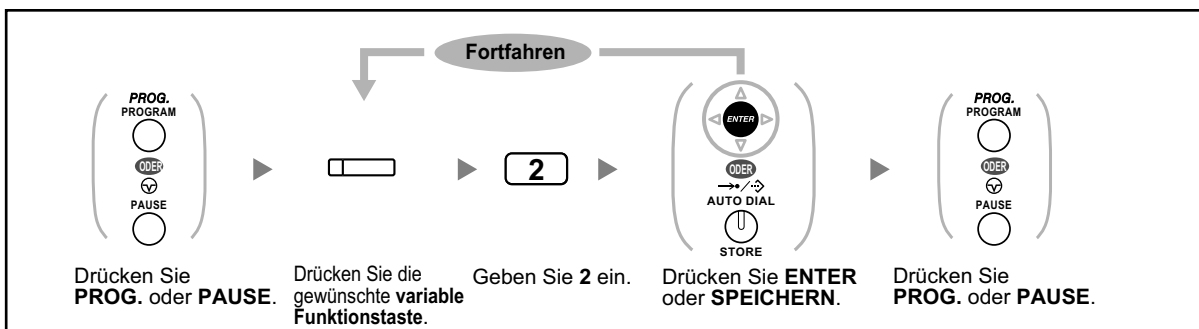 Fortfahren
PROG.
PROGRAM
ODER
PAUSE
2
ENTER
ODER
AUTO DIAL
STORE
PROG.
PROGRAM
ODER
PAUSE
Drücken Sie
PROG. oder PAUSE.
Drücken Sie die
gewünschte variable
Funktionstaste.
Geben Sie 2 ein.
Drücken Sie ENTER
oder SPEICHERN.
Drücken Sie
PROG. oder PAUSE.